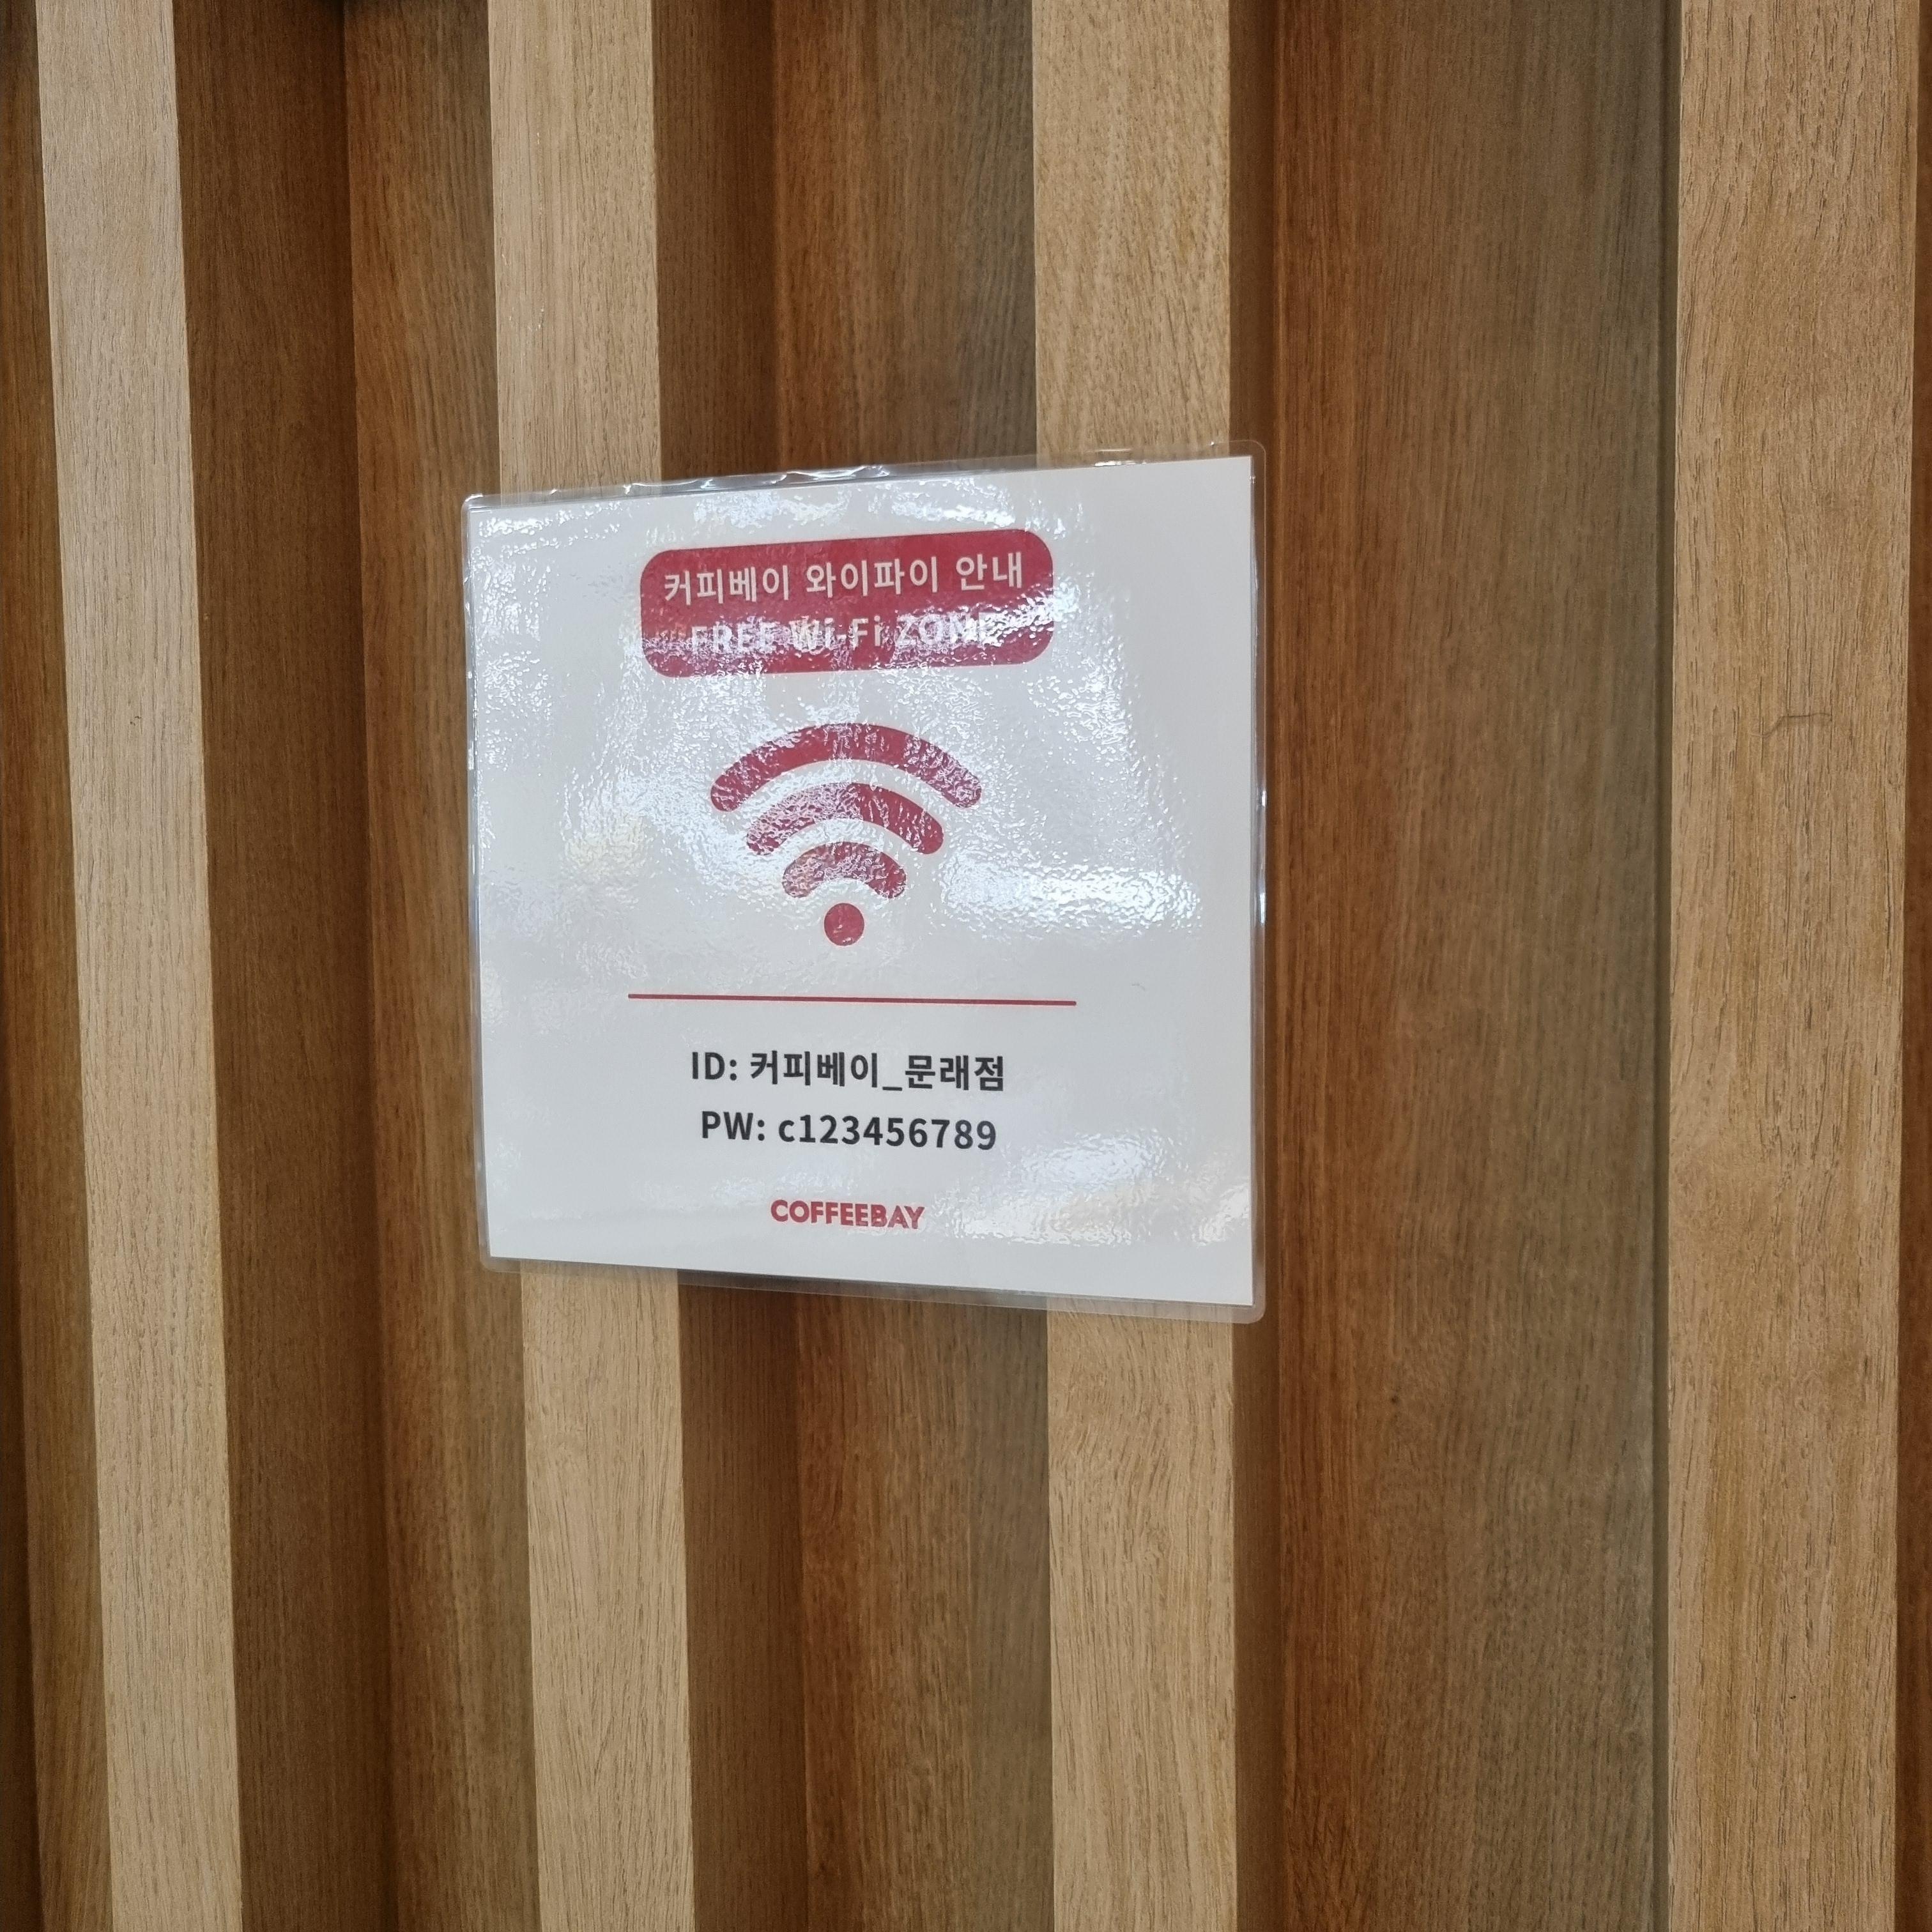 커피베이 와이파이 안내
FREE Wi-Fi ZONE
ID: 커피베이_문래점
PW: c123456789
COFFEEBAY